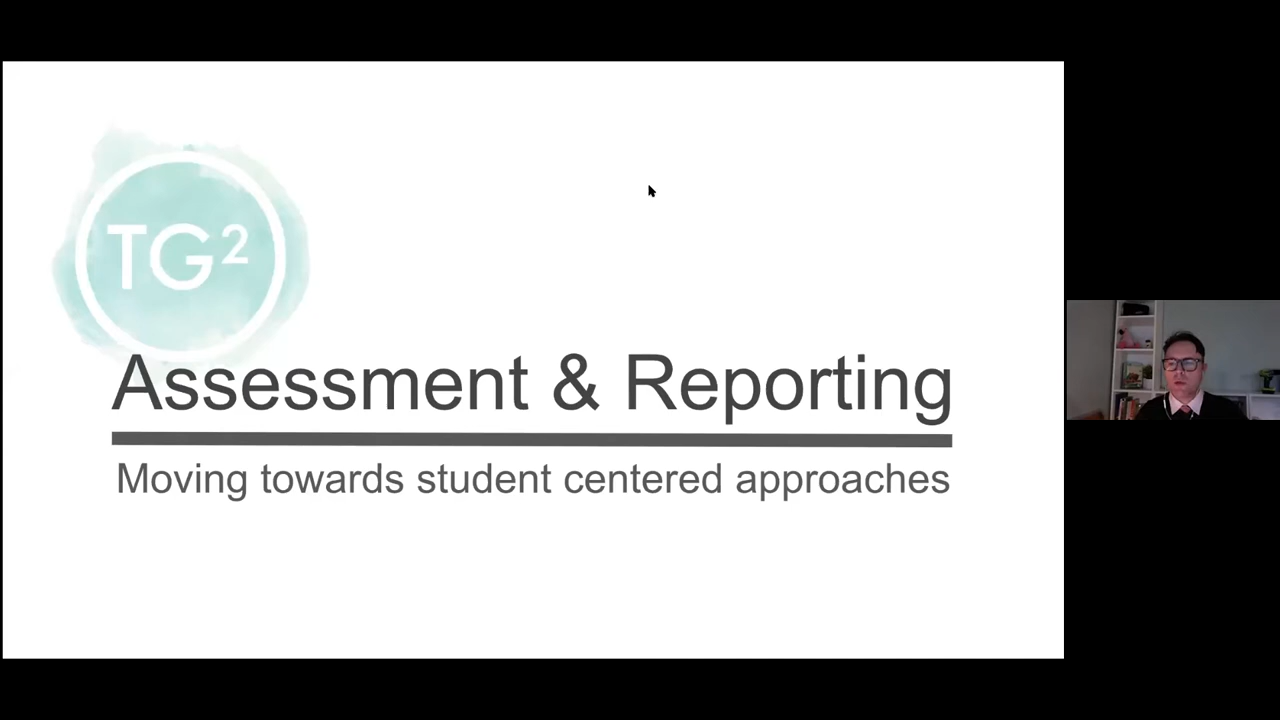 TG²
Assessment & Reporting
Moving towards student centered approaches